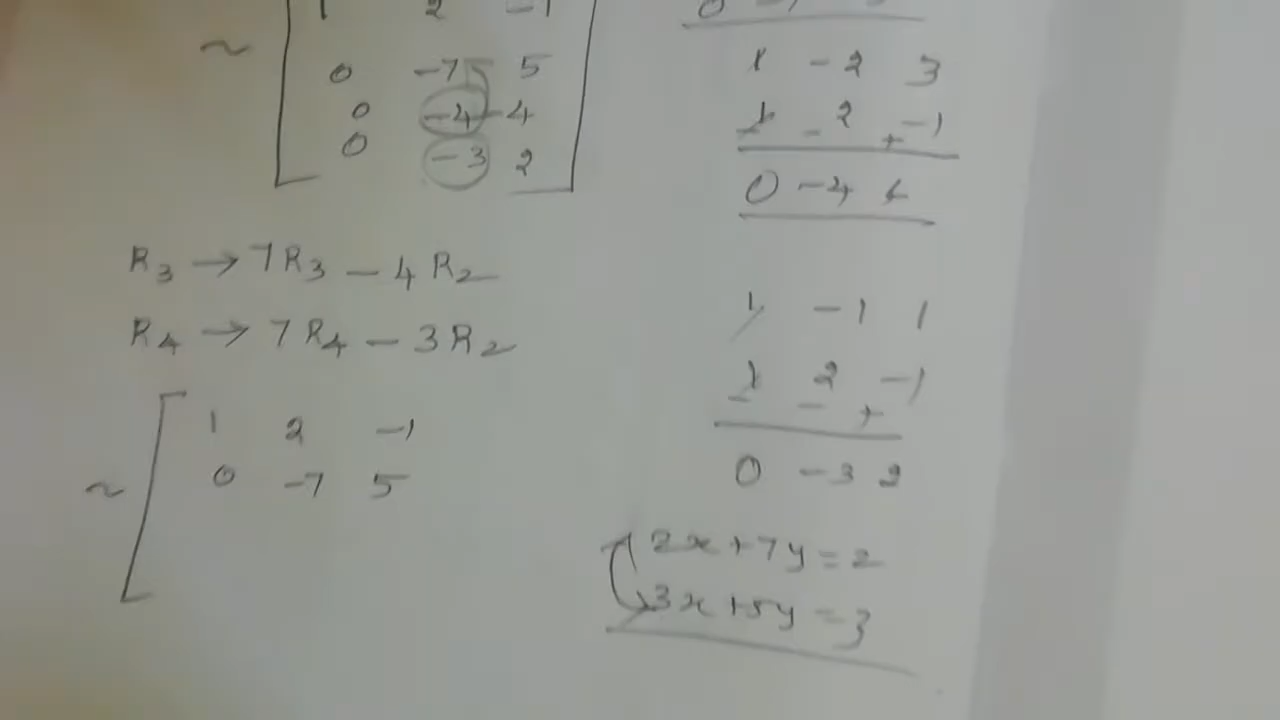 1 2 -1
~ 0 -7 5
0 -4 -4
0 -3 2
R3 → 7R3 - 4R2
R4 → 7R4 - 3R2
1 2 -1
~ 0 -7 5
1 -2 3
1 2 -1
- - +
0 -4 4
1 -1 1
1 2 -1
- - +
0 -3 2
2x+7y=2
3x+5y=3